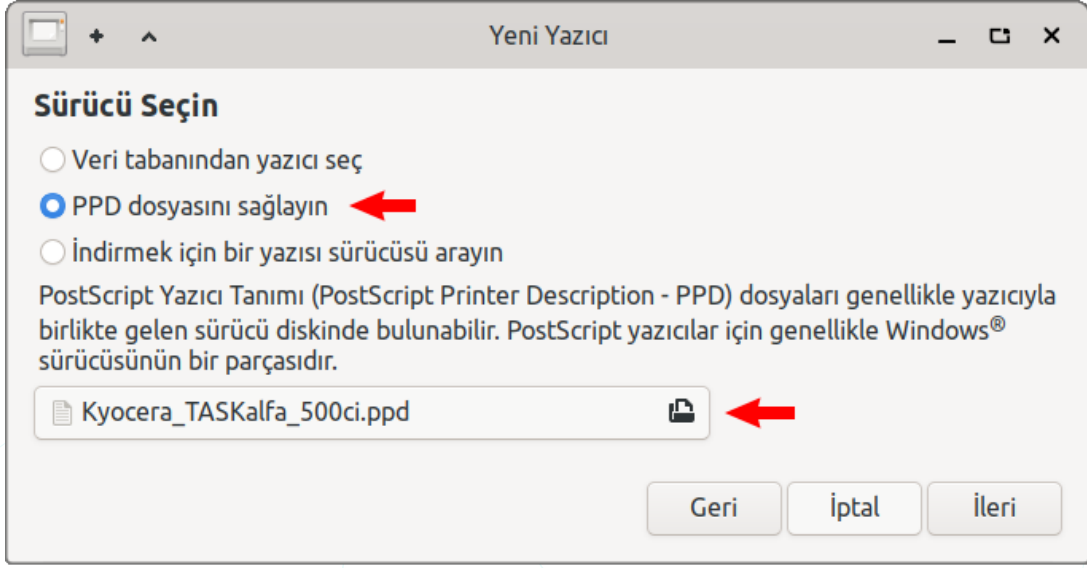 Yeni Yazıcı
Sürücü Seçin
Veri tabanından yazıcı seç
PPD dosyasını sağlayın
İndirmek için bir yazısı sürücüsü arayın
PostScript Yazıcı Tanımı (PostScript Printer Description - PPD) dosyaları genellikle yazıcıyla
birlikte gelen sürücü diskinde bulunabilir. PostScript yazıcılar için genellikle Windows®
sürücüsünün bir parçasıdır.
Kyocera_TASKalfa_500ci.ppd
Geri İptal İleri